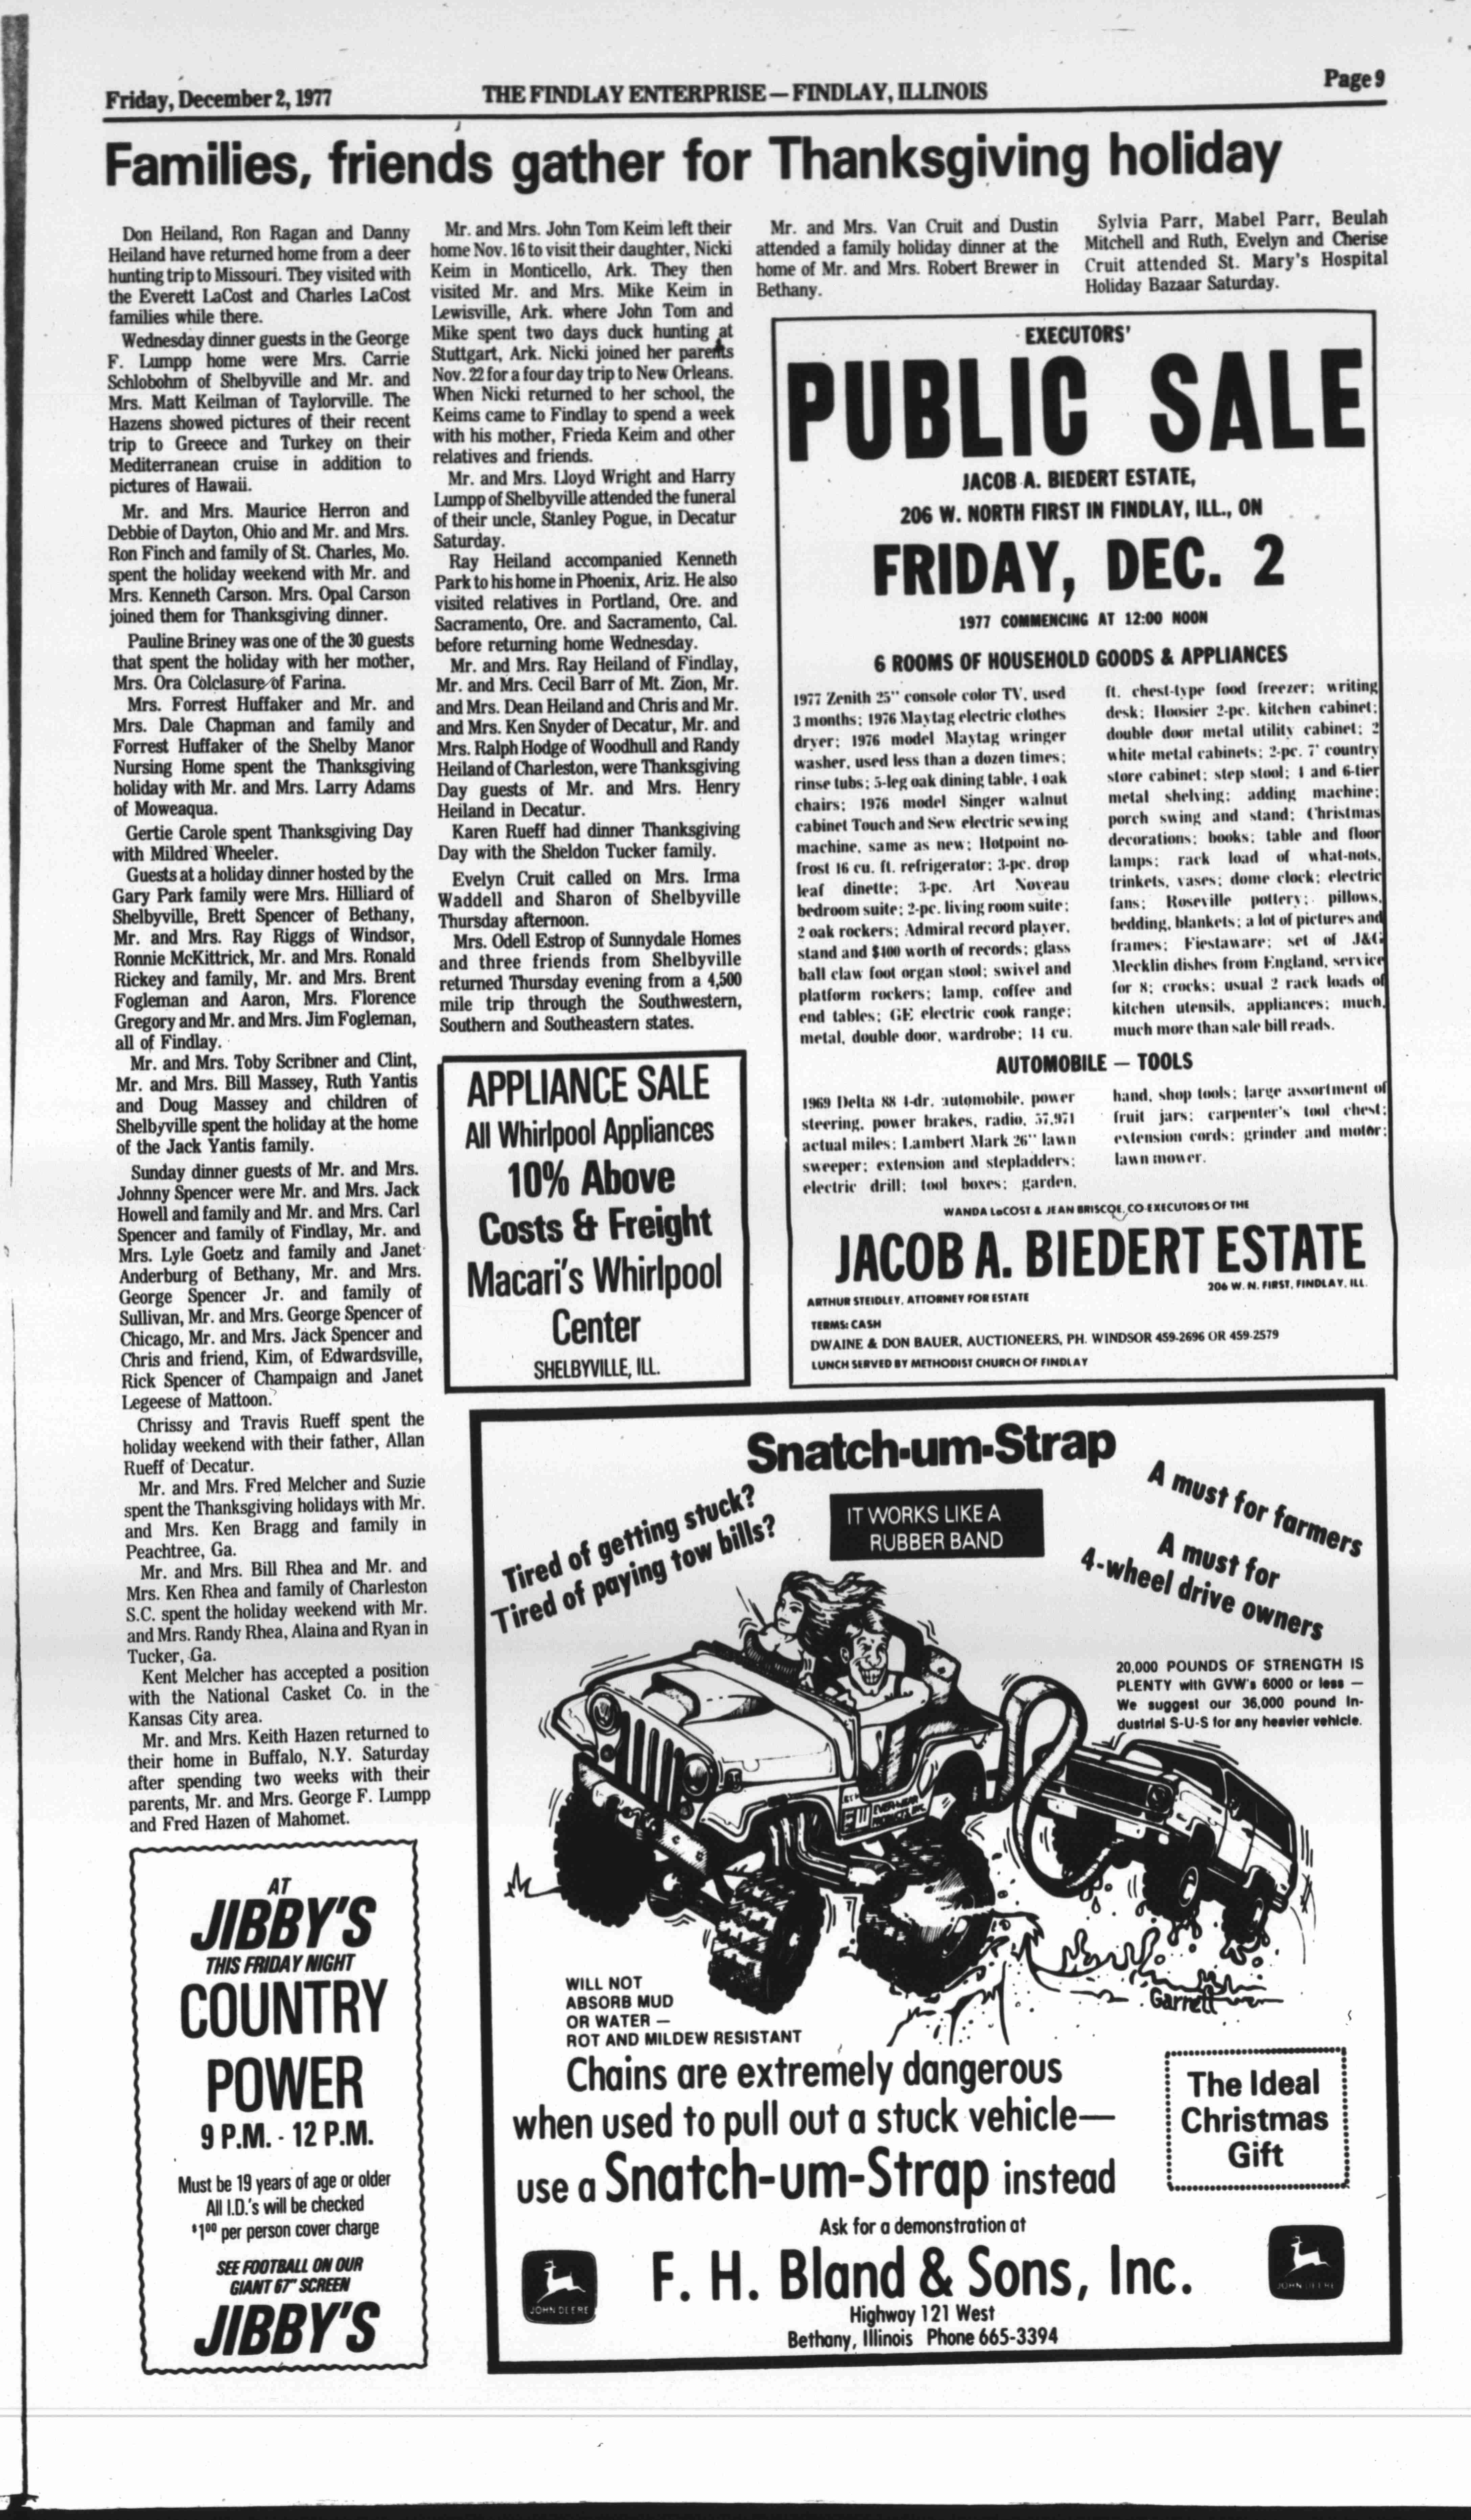 Friday, December 2, 1977
THE FINDLAY ENTERPRISE — FINDLAY, ILLINOIS
Page 9
Families, friends gather for Thanksgiving holiday
Don Heiland, Ron Ragan and Danny
Heiland have returned home from a deer
hunting trip to Missouri. They visited with
the Everett LaCost and Charles LaCost
families while there.
Wednesday dinner guests in the George
F. Lumpp home were Mrs. Carrie
Schlobohm of Shelbyville and Mr. and
Mrs. Matt Keilman of Taylorville. The
Hazens showed pictures of their recent
trip to Greece and Turkey on their
Mediterranean cruise in addition to
pictures of Hawaii.
Mr. and Mrs. Maurice Herron and
Debbie of Dayton, Ohio and Mr. and Mrs.
Ron Finch and family of St. Charles, Mo.
spent the holiday weekend with Mr. and
Mrs. Kenneth Carson. Mrs. Opal Carson
joined them for Thanksgiving dinner.
Pauline Briney was one of the 30 guests
that spent the holiday with her mother,
Mrs. Ora Colclasure of Farina.
Mrs. Forrest Huffaker and Mr. and
Mrs. Dale Chapman and family and
Forrest Huffaker of the Shelby Manor
Nursing Home spent the Thanksgiving
holiday with Mr. and Mrs. Larry Adams
of Moweaqua.
Gertie Carole spent Thanksgiving Day
with Mildred Wheeler.
Guests at a holiday dinner hosted by the
Gary Park family were Mrs. Hilliard of
Shelbyville, Brett Spencer of Bethany,
Mr. and Mrs. Ray Riggs of Windsor,
Ronnie McKittrick, Mr. and Mrs. Ronald
Rickey and family, Mr. and Mrs. Brent
Fogleman and Aaron, Mrs. Florence
Gregory and Mr. and Mrs. Jim Fogleman,
all of Findlay.
Mr. and Mrs. Toby Scribner and Clint,
Mr. and Mrs. Bill Massey, Ruth Yantis
and Doug Massey and children of
Shelbyville spent the holiday at the home
of the Jack Yantis family.
Sunday dinner guests of Mr. and Mrs.
Johnny Spencer were Mr. and Mrs. Jack
Howell and family and Mr. and Mrs. Carl
Spencer and family of Findlay, Mr. and
Mrs. Lyle Goetz and family and Janet
Anderburg of Bethany, Mr. and Mrs.
George Spencer Jr. and family of
Sullivan, Mr. and Mrs. George Spencer of
Chicago, Mr. and Mrs. Jack Spencer and
Chris and friend, Kim, of Edwardsville,
Rick Spencer of Champaign and Janet
Legeese of Mattoon.
Chrissy and Travis Rueff spent the
holiday weekend with their father, Allan
Rueff of Decatur.
Mr. and Mrs. Fred Melcher and Suzie
spent the Thanksgiving holidays with Mr.
and Mrs. Ken Bragg and family in
Peachtree, Ga.
Mr. and Mrs. Bill Rhea and Mr. and
Mrs. Ken Rhea and family of Charleston
S.C. spent the holiday weekend with Mr.
and Mrs. Randy Rhea, Alaina and Ryan in
Tucker, Ga.
Kent Melcher has accepted a position
with the National Casket Co. in the
Kansas City area.
Mr. and Mrs. Keith Hazen returned to
their home in Buffalo, N.Y. Saturday
after spending two weeks with their
parents, Mr. and Mrs. George F. Lumpp
and Fred Hazen of Mahomet.
AT
JIBBY'S
THIS FRIDAY NIGHT
COUNTRY
POWER
9 P.M. - 12 P.M.
Must be 19 years of age or older
All I.D.'s will be checked
$1.00 per person cover charge
SEE FOOTBALL ON OUR
GIANT 67" SCREEN
JIBBY'S
Mr. and Mrs. John Tom Keim left their
home Nov. 16 to visit their daughter, Nicki
Keim in Monticello, Ark. They then
visited Mr. and Mrs. Mike Keim in
Lewisville, Ark. where John Tom and
Mike spent two days duck hunting at
Stuttgart, Ark. Nicki joined her parents
Nov. 22 for a four day trip to New Orleans.
When Nicki returned to her school, the
Keims came to Findlay to spend a week
with his mother, Frieda Keim and other
relatives and friends.
Mr. and Mrs. Lloyd Wright and Harry
Lumpp of Shelbyville attended the funeral
of their uncle, Stanley Pogue, in Decatur
Saturday.
Ray Heiland accompanied Kenneth
Park to his home in Phoenix, Ariz. He also
visited relatives in Portland, Ore. and
Sacramento, Ore. and Sacramento, Cal.
before returning home Wednesday.
Mr. and Mrs. Ray Heiland of Findlay,
Mr. and Mrs. Cecil Barr of Mt. Zion, Mr.
and Mrs. Dean Heiland and Chris and Mr.
and Mrs. Ken Snyder of Decatur, Mr. and
Mrs. Ralph Hodge of Woodhull and Randy
Heiland of Charleston, were Thanksgiving
Day guests of Mr. and Mrs. Henry
Heiland in Decatur.
Karen Rueff had dinner Thanksgiving
Day with the Sheldon Tucker family.
Evelyn Cruit called on Mrs. Irma
Waddell and Sharon of Shelbyville
Thursday afternoon.
Mrs. Odell Estrop of Sunnydale Homes
and three friends from Shelbyville
returned Thursday evening from a 4,500
mile trip through the Southwestern,
Southern and Southeastern states.
APPLIANCE SALE
All Whirlpool Appliances
10% Above
Costs & Freight
Macari's Whirlpool
Center
SHELBYVILLE, ILL.
Mr. and Mrs. Van Cruit and Dustin
attended a family holiday dinner at the
home of Mr. and Mrs. Robert Brewer in
Bethany.
Sylvia Parr, Mabel Parr, Beulah
Mitchell and Ruth, Evelyn and Cherise
Cruit attended St. Mary's Hospital
Holiday Bazaar Saturday.
EXECUTORS'
PUBLIC SALE
JACOB A. BIEDERT ESTATE,
206 W. NORTH FIRST IN FINDLAY, ILL., ON
FRIDAY, DEC. 2
1977 COMMENCING AT 12:00 NOON
6 ROOMS OF HOUSEHOLD GOODS & APPLIANCES
1977 Zenith 25" console color TV, used
3 months; 1976 Maytag electric clothes
dryer; 1976 model Maytag wringer
washer, used less than a dozen times;
rinse tubs; 5-leg oak dining table, 4 oak
chairs; 1976 model Singer walnut
cabinet Touch and Sew electric sewing
machine, same as new; Hotpoint no-
frost 16 cu. ft. refrigerator; 3-pc. drop
leaf dinette; 3-pc. Art Noveau
bedroom suite; 2-pc. living room suite;
2 oak rockers; Admiral record player,
stand and $100 worth of records; glass
ball claw foot organ stool; swivel and
platform rockers; lamp, coffee and
end tables; GE electric cook range;
metal, double door, wardrobe; 14 cu.
ft. chest-type food freezer; writing
desk; Hoosier 2-pc. kitchen cabinet;
double door metal utility cabinet; 2
white metal cabinets; 2-pc. 7' country
store cabinet; step stool; 4 and 6-tier
metal shelving; adding machine;
porch swing and stand; Christmas
decorations; books; table and floor
lamps; rack load of what-nots,
trinkets, vases; dome clock; electric
fans; Roseville pottery; pillows,
bedding, blankets; a lot of pictures and
frames; Fiestaware; set of J&G
Mecklin dishes from England, service
for 8; crocks; usual 2 rack loads of
kitchen utensils, appliances; much,
much more than sale bill reads.
AUTOMOBILE — TOOLS
1969 Delta 88 4-dr. automobile, power
steering, power brakes, radio, 57,971
actual miles; Lambert Mark 26" lawn
sweeper; extension and stepladders;
electric drill; tool boxes; garden,
hand, shop tools; large assortment of
fruit jars; carpenter's tool chest;
extension cords; grinder and motor;
lawn mower.
WANDA LaCOST & JEAN BRISCOE, CO-EXECUTORS OF THE
JACOB A. BIEDERT ESTATE
206 W. N. FIRST, FINDLAY, ILL.
ARTHUR STEIDLEY, ATTORNEY FOR ESTATE
TERMS: CASH
DWAINE & DON BAUER, AUCTIONEERS, PH. WINDSOR 459-2696 OR 459-2579
LUNCH SERVED BY METHODIST CHURCH OF FINDLAY
Snatch-um-Strap
Tired of getting stuck?
Tired of paying tow bills?
IT WORKS LIKE A
RUBBER BAND
A must for farmers
A must for
4-wheel drive owners
20,000 POUNDS OF STRENGTH IS
PLENTY with GVW's 6000 or less —
We suggest our 36,000 pound In-
dustrial S-U-S for any heavier vehicle.
Garrett
WILL NOT
ABSORB MUD
OR WATER —
ROT AND MILDEW RESISTANT
Chains are extremely dangerous
when used to pull out a stuck vehicle—
use a Snatch-um-Strap instead
The Ideal
Christmas
Gift
Ask for a demonstration at
F. H. Bland & Sons, Inc.
JOHN DEERE
JOHN DEERE
Highway 121 West
Bethany, Illinois Phone 665-3394